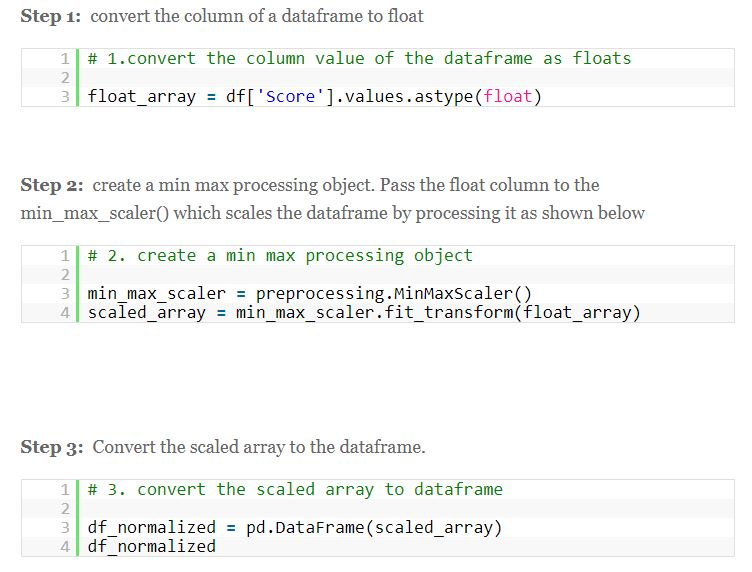 Step 1: convert the column of a dataframe to float
1 # 1.convert the column value of the dataframe as floats
2
3 float_array = df['Score'].values.astype(float)
Step 2: create a min max processing object. Pass the float column to the
min_max_scaler() which scales the dataframe by processing it as shown below
1 # 2. create a min max processing object
2
3 min_max_scaler = preprocessing.MinMaxScaler()
4 scaled_array = min_max_scaler.fit_transform(float_array)
Step 3: Convert the scaled array to the dataframe.
1 # 3. convert the scaled array to dataframe
2
3 df_normalized = pd.DataFrame(scaled_array)
4 df_normalized